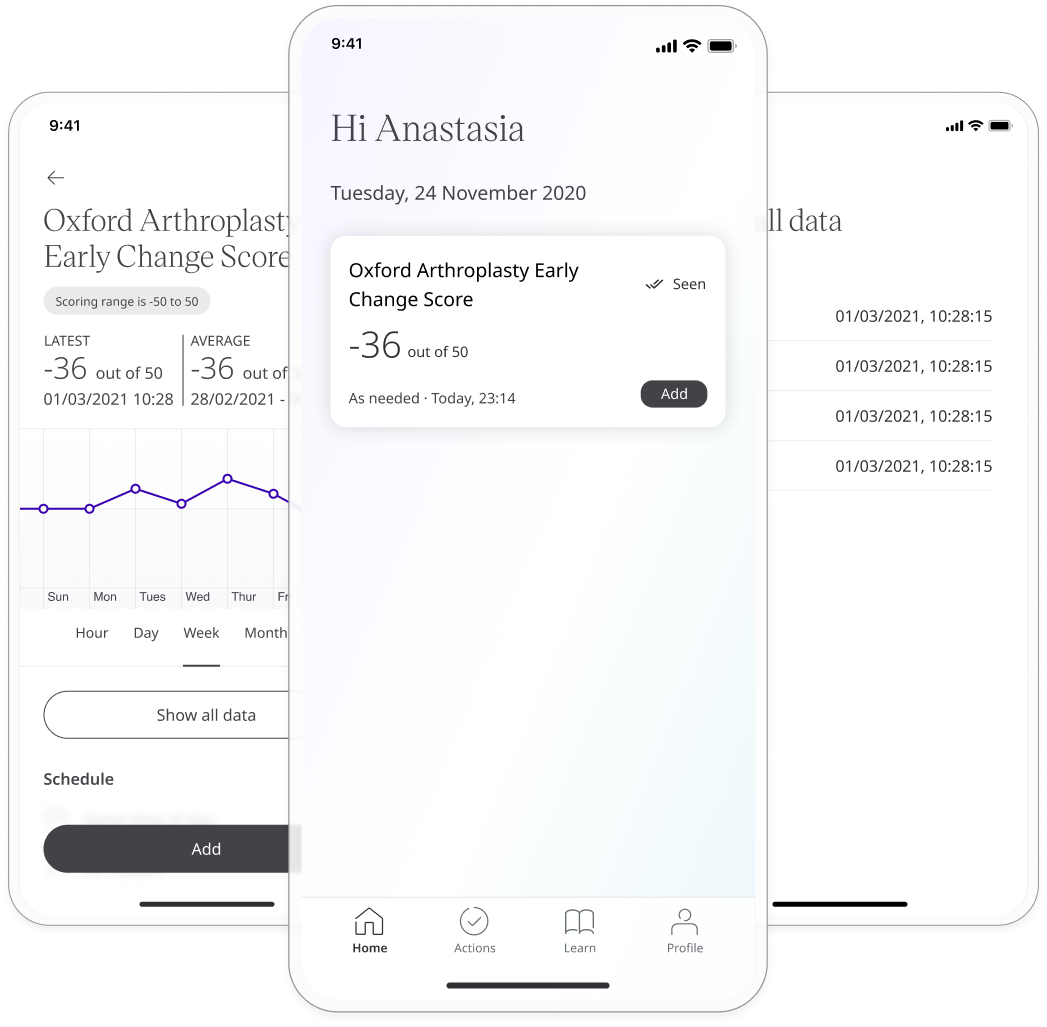 9:41
Oxford Arthroplasty
Early Change Score
Scoring range is -50 to 50
LATEST
-36 out of 50
01/03/2021 10:28
AVERAGE
-36 out of
28/02/2021 -
Sun Mon Tues Wed Thur Fr
Hour Day Week Month
Show all data
Schedule
Add
9:41
Hi Anastasia
Tuesday, 24 November 2020
Oxford Arthroplasty Early
Change Score
Seen
-36 out of 50
As needed · Today, 23:14
Add
Home Actions Learn Profile
all data
01/03/2021, 10:28:15
01/03/2021, 10:28:15
01/03/2021, 10:28:15
01/03/2021, 10:28:15